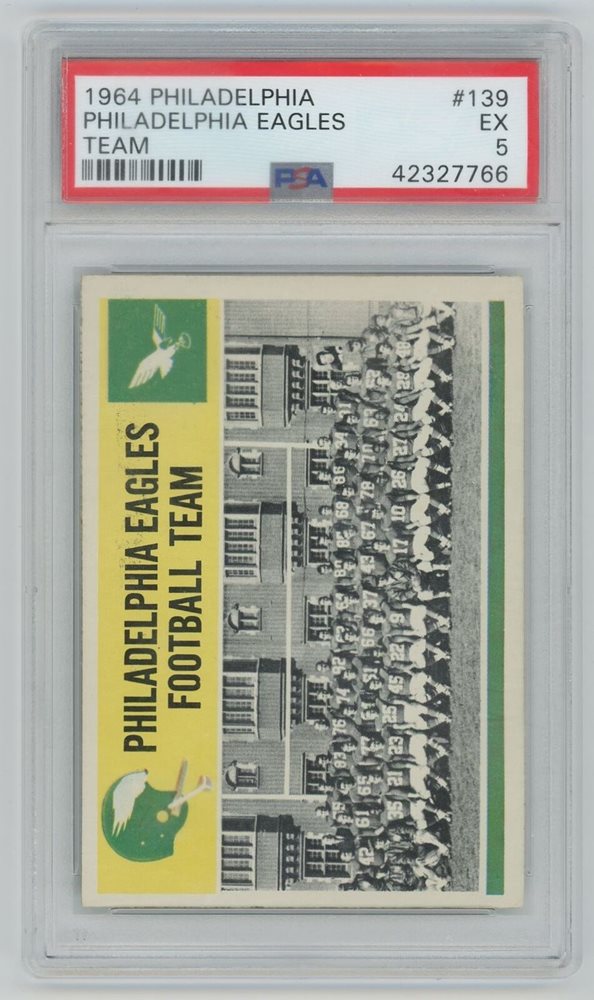 1964 PHILADELPHIA #139
PHILADELPHIA EAGLES EX
TEAM 5
PSA 42327766
PHILADELPHIA EAGLES
FOOTBALL TEAM